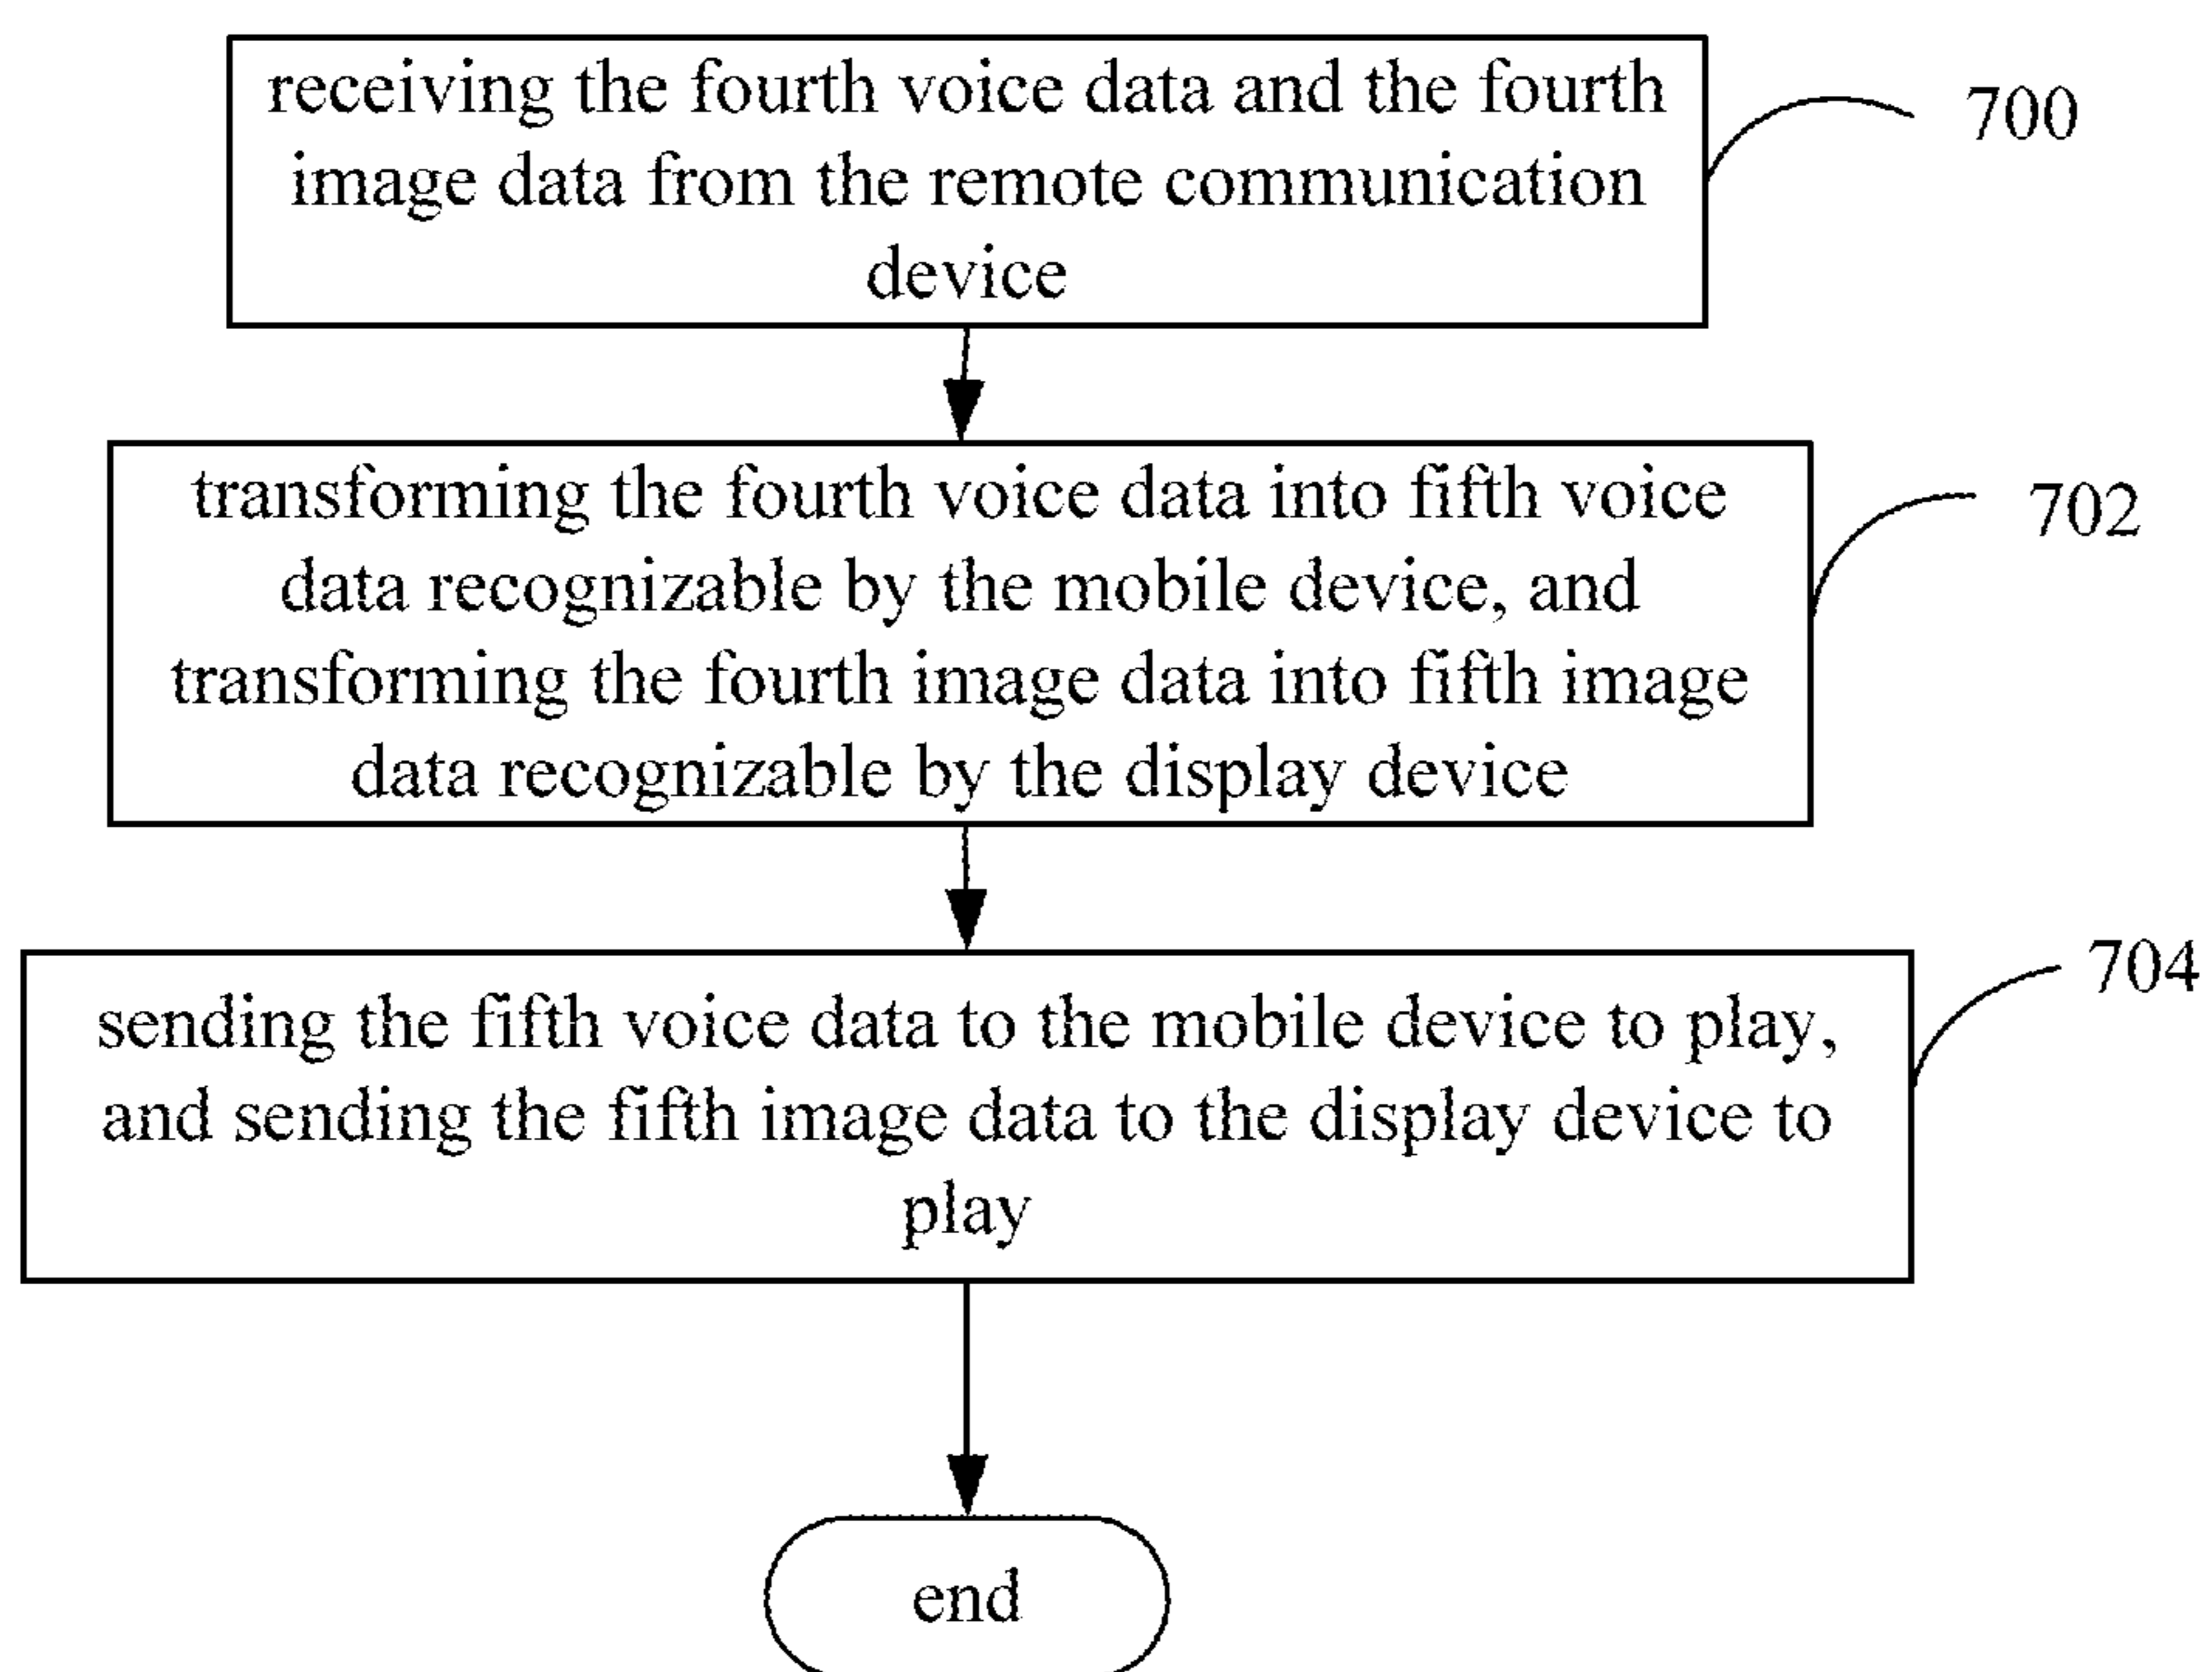 receiving the fourth voice data and the fourth
image data from the remote communication
device
700
transforming the fourth voice data into fifth voice
data recognizable by the mobile device, and
transforming the fourth image data into fifth image
data recognizable by the display device
702
sending the fifth voice data to the mobile device to play,
and sending the fifth image data to the display device to
play
704
end